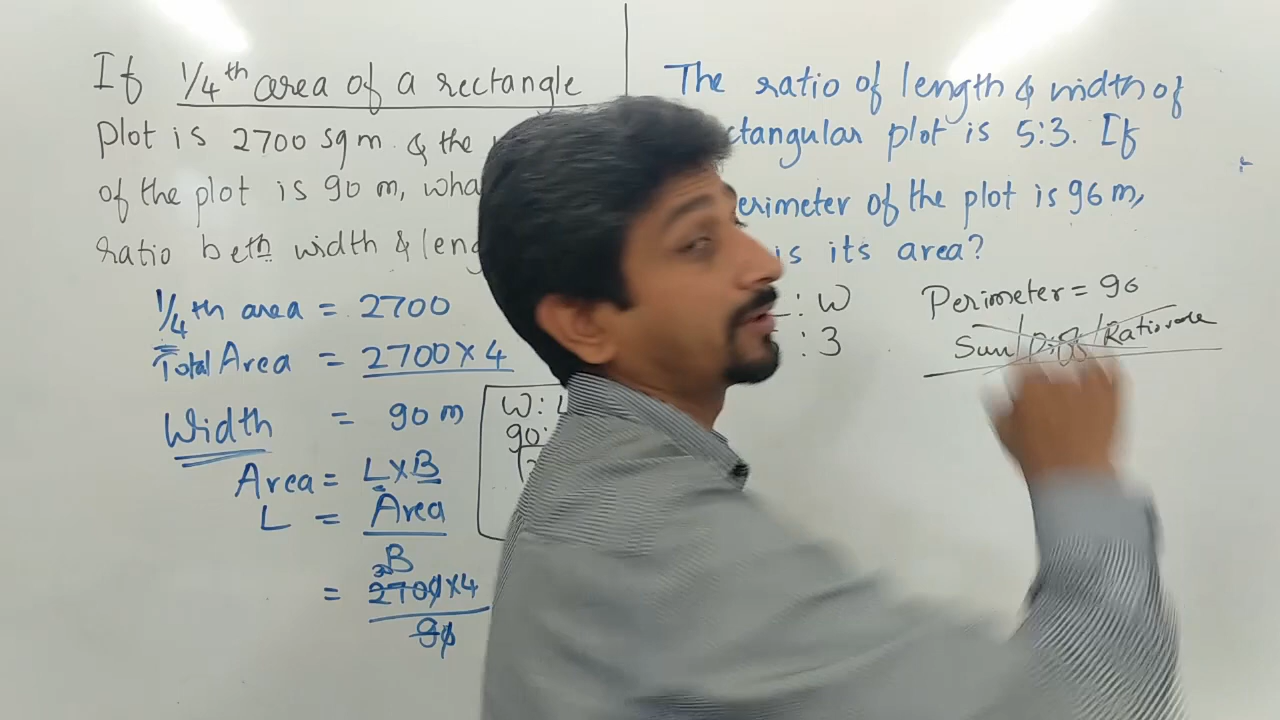 If 1/4th area of a rectangle
plot is 2700 sq m & the
of the plot is 90 m, wha
ratio beth width & leng
1/4th area = 2700
Total Area = 2700 × 4
Width = 90 m
Area = L×B
L = Area
B
= 2700×4
90
W: L
90:
The ratio of length & width of
ctangular plot is 5:3. If
erimeter of the plot is 96 m,
is its area?
: W
: 3
Perimeter = 96
Sum